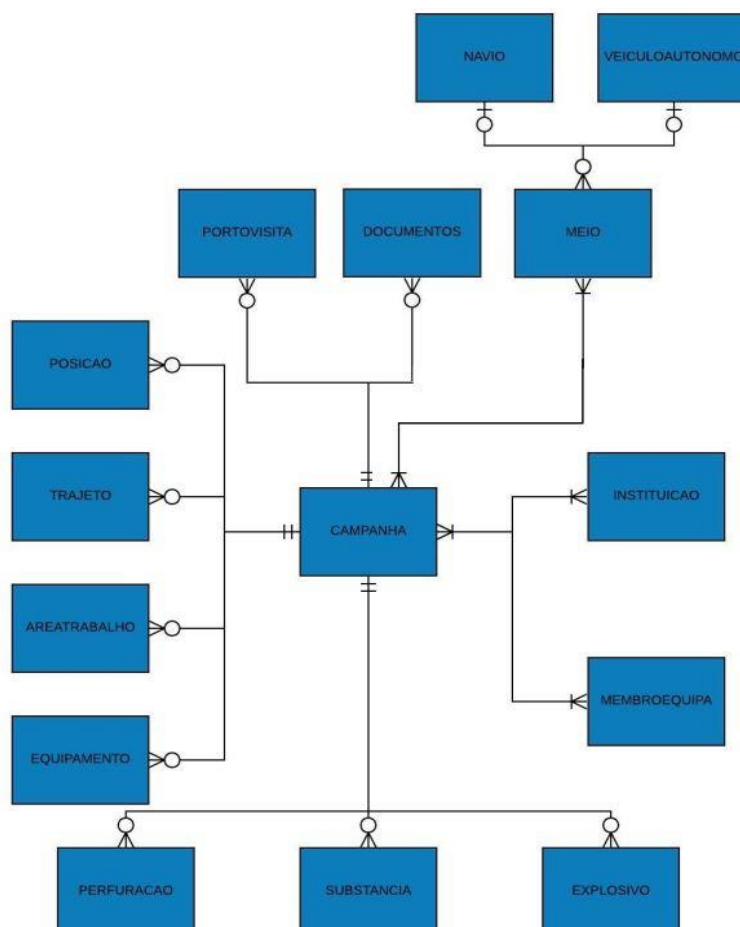 NAVIO
VEICULOAUTONOMO
PORTOVISITA
DOCUMENTOS
MEIO
POSICAO
TRAJETO
INSTITUICAO
CAMPANHA
AREATRABALHO
MEMBROEQUIPA
EQUIPAMENTO
PERFURACAO
SUBSTANCIA
EXPLOSIVO